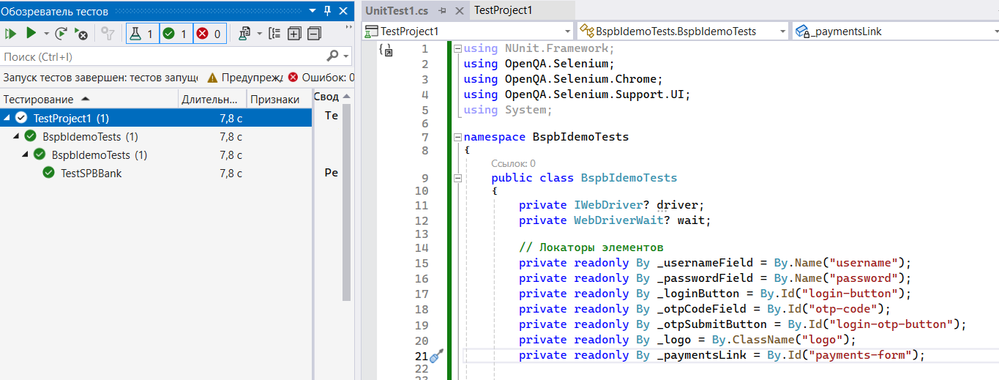 Обозреватель тестов
1 1 0
Поиск (Ctrl+I)
Запуск тестов завершен: тестов запуще Предупрежд Ошибок: 0
Тестирование Длительн... Признаки
TestProject1 (1) 7,8 с
BspbIdemoTests (1) 7,8 с
BspbIdemoTests (1) 7,8 с
TestSPBBank 7,8 с
Свод
Те
Ре
UnitTest1.cs TestProject1
TestProject1 BspbIdemoTests.BspbIdemoTests _paymentsLink
1 using NUnit.Framework;
2 using OpenQA.Selenium;
3 using OpenQA.Selenium.Chrome;
4 using OpenQA.Selenium.Support.UI;
5 using System;
6
7 namespace BspbIdemoTests
8 {
Ссылок: 0
9 public class BspbIdemoTests
10 {
11 private IWebDriver? driver;
12 private WebDriverWait? wait;
13
14 // Локаторы элементов
15 private readonly By _usernameField = By.Name("username");
16 private readonly By _passwordField = By.Name("password");
17 private readonly By _loginButton = By.Id("login-button");
18 private readonly By _otpCodeField = By.Id("otp-code");
19 private readonly By _otpSubmitButton = By.Id("login-otp-button");
20 private readonly By _logo = By.ClassName("logo");
21 private readonly By _paymentsLink = By.Id("payments-form");
22